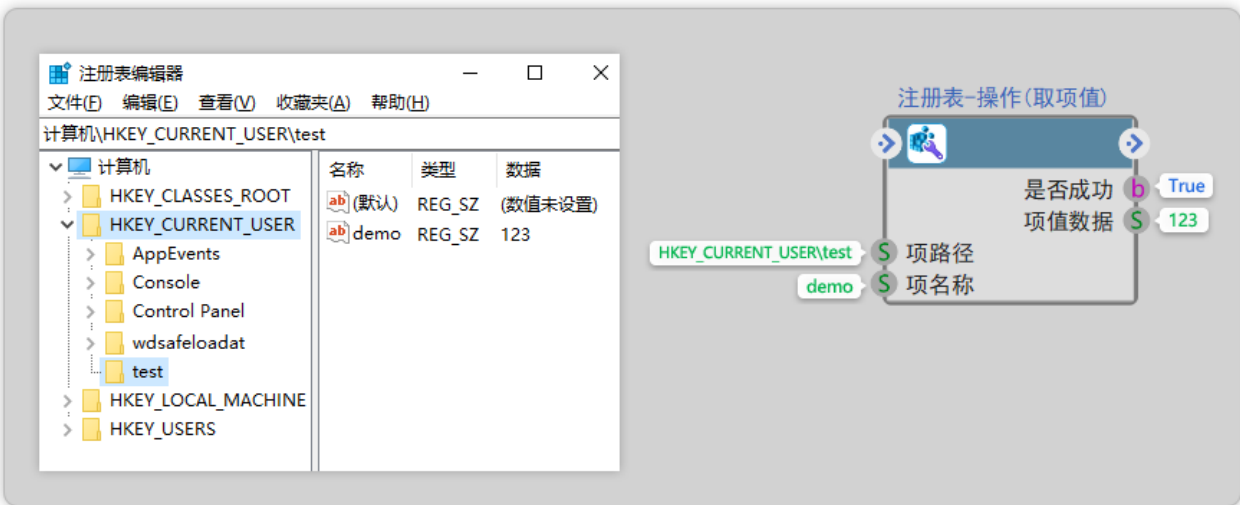 注册表编辑器
文件(F) 编辑(E) 查看(V) 收藏夹(A) 帮助(H)
计算机\HKEY_CURRENT_USER\test
计算机
HKEY_CLASSES_ROOT
HKEY_CURRENT_USER
AppEvents
Console
Control Panel
wdsafeloadat
test
HKEY_LOCAL_MACHINE
HKEY_USERS
名称 类型 数据
ab (默认) REG_SZ (数值未设置)
ab demo REG_SZ 123
注册表-操作(取项值)
是否成功 b True
项值数据 S 123
HKEY_CURRENT_USER\test S 项路径
demo S 项名称